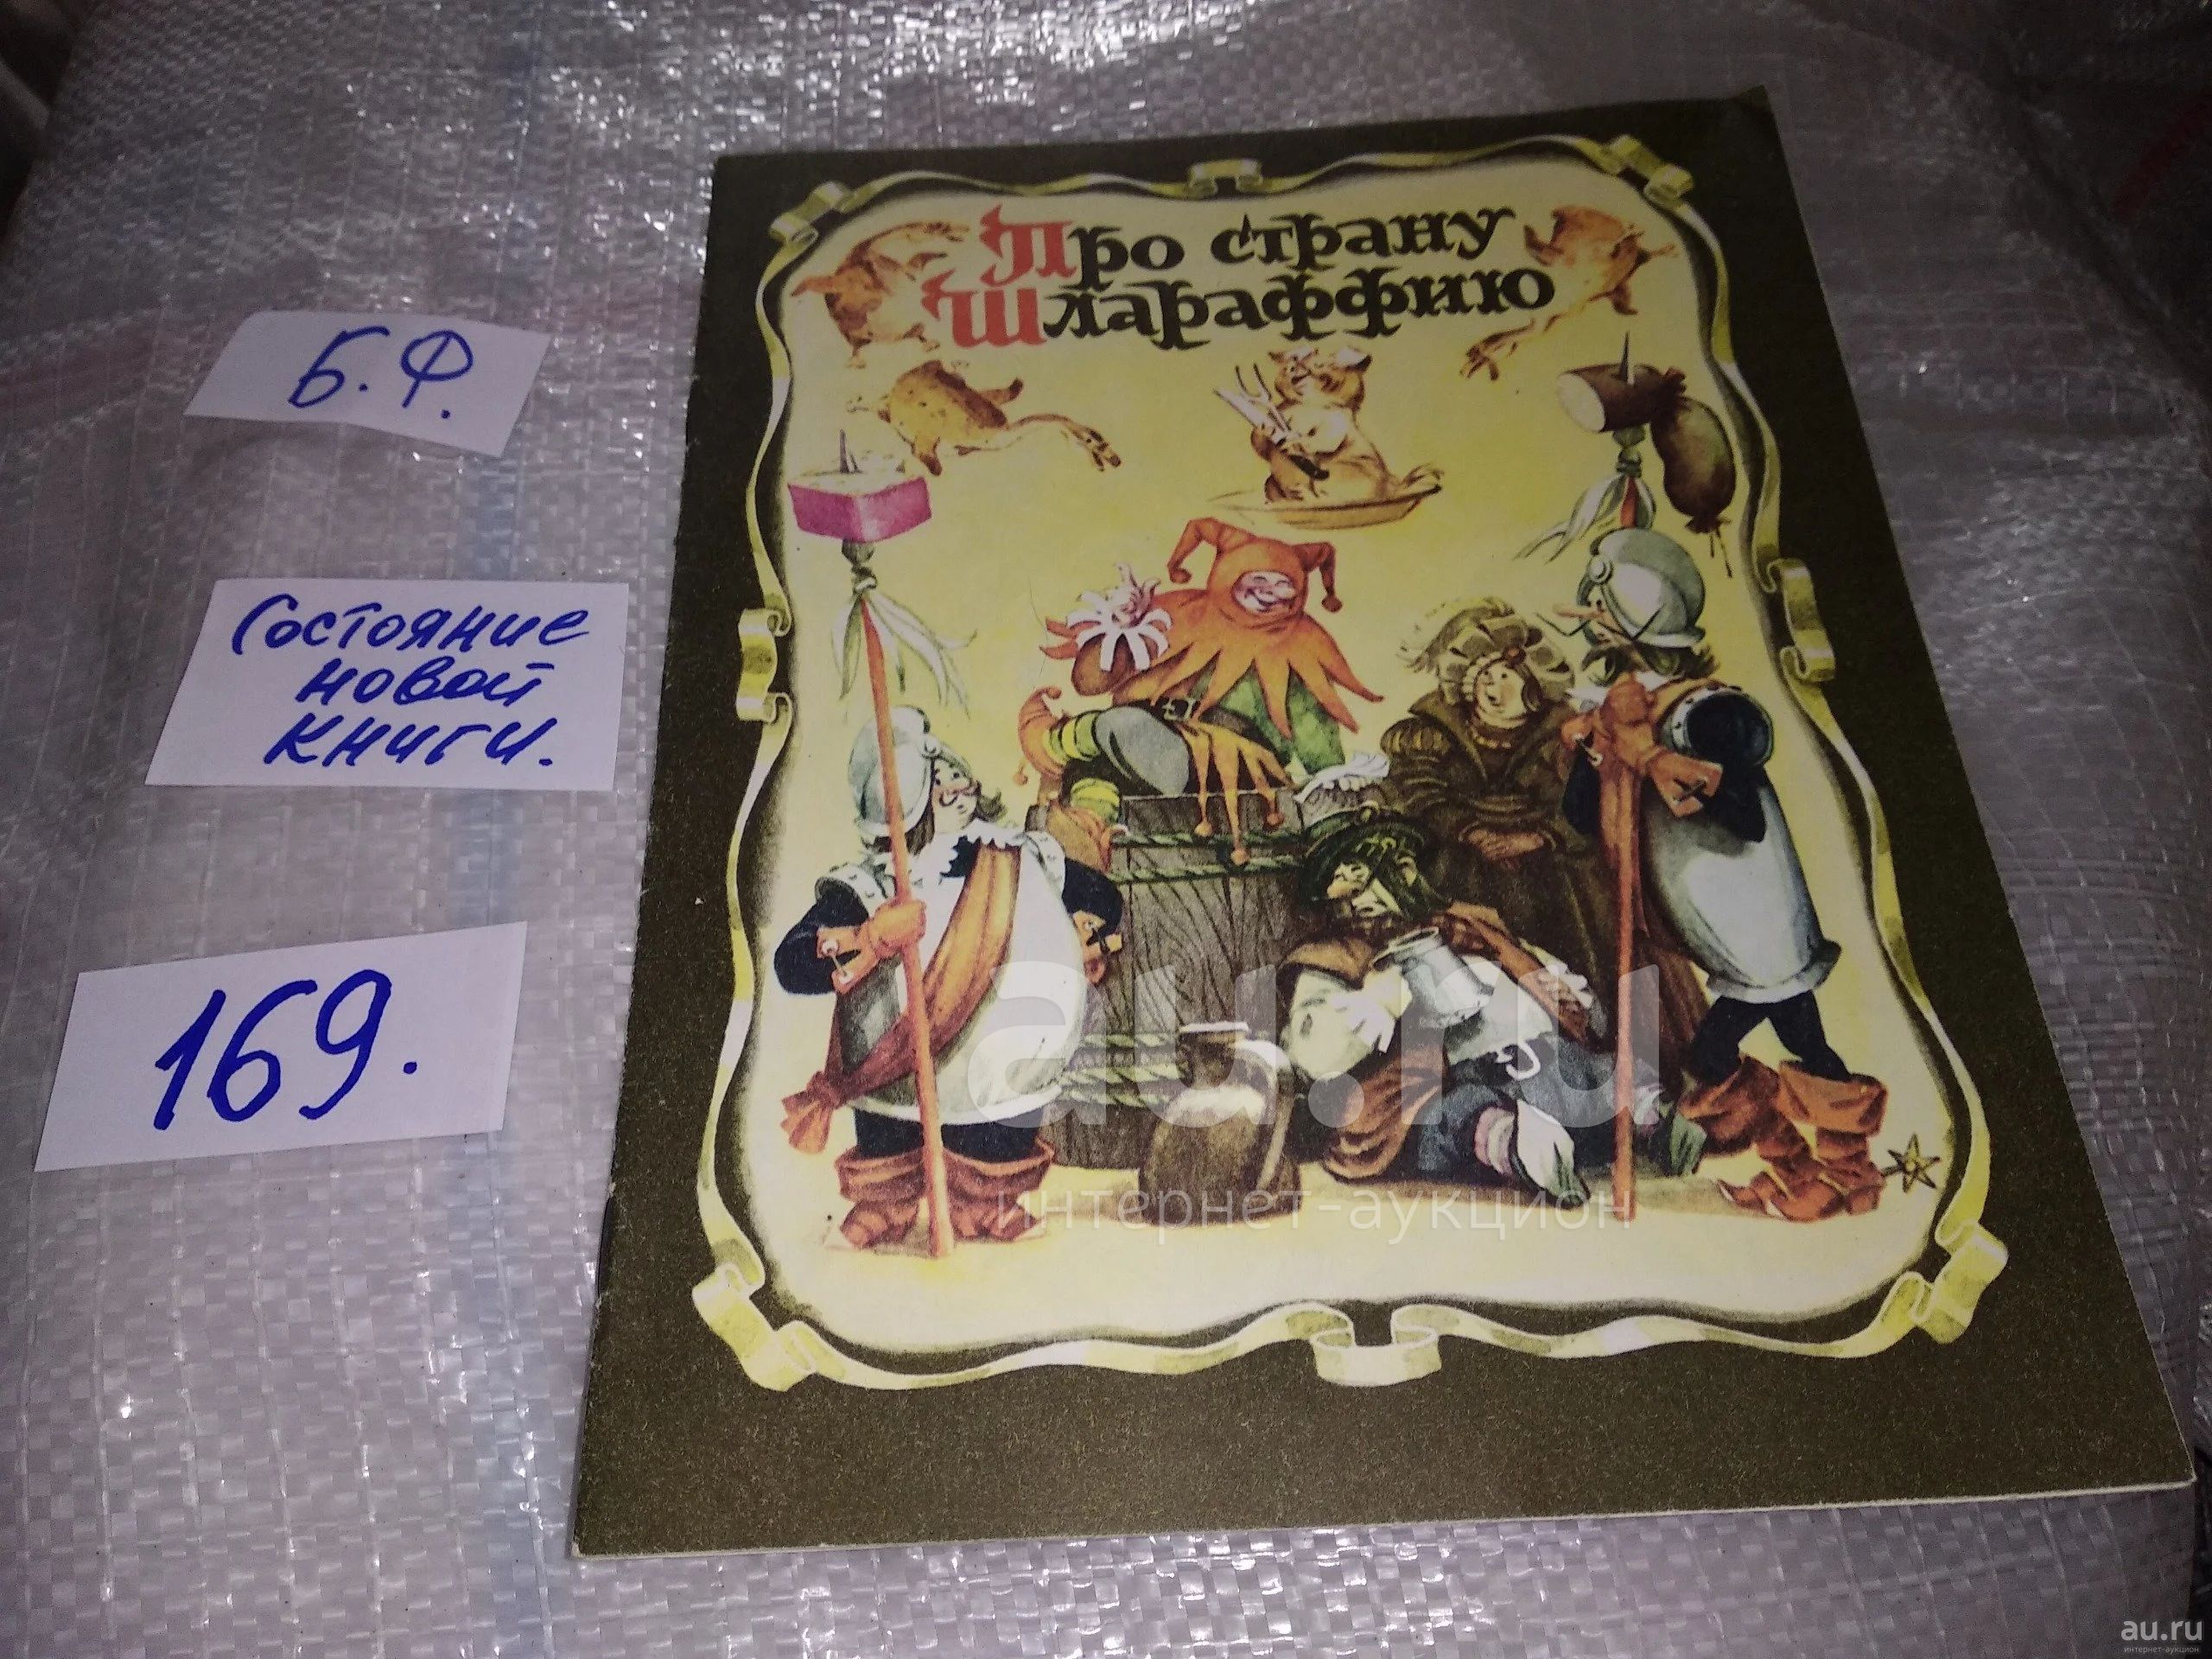 Про страну
Шлараффию
Б.Ф.
Состояние
новой
книги.
169.
au.ru
интернет-аукцион
au.ru
интернет-аукцион